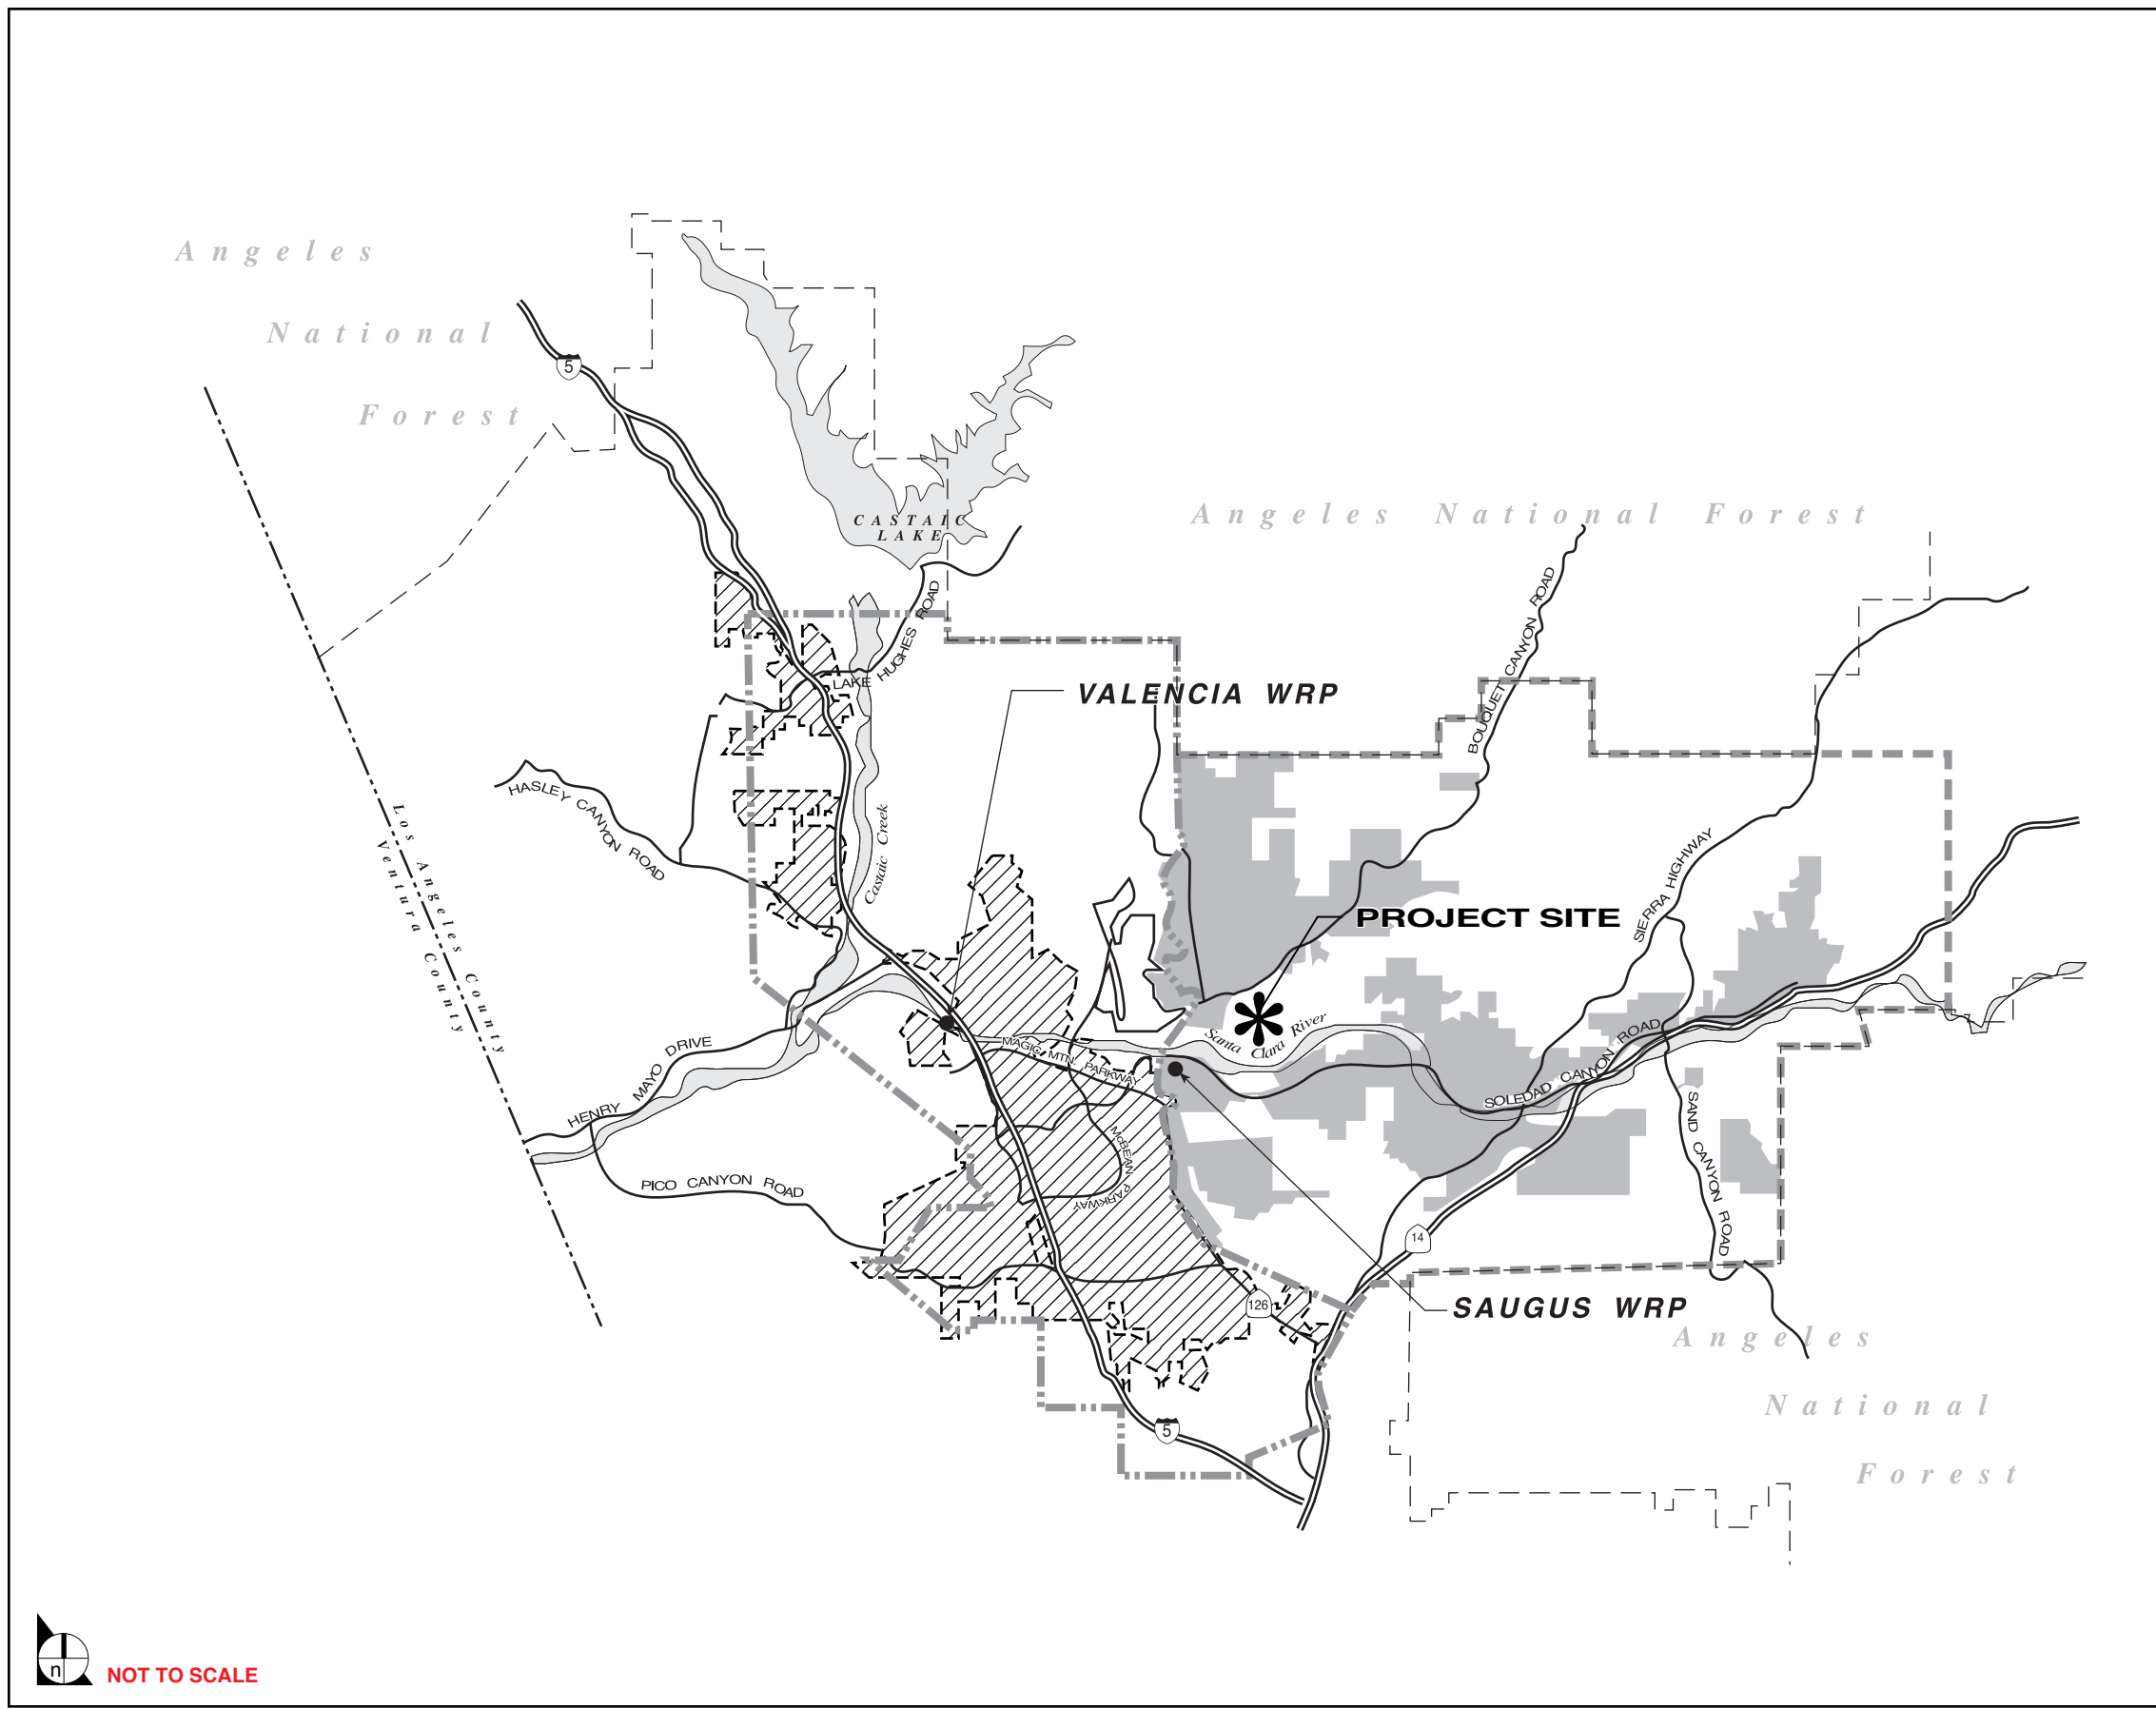 Angeles
National
Forest
5
CASTAIC
LAKE
Angeles National Forest
LAKE HUGHES ROAD
BOUQUET CANYON ROAD
VALENCIA WRP
HASLEY CANYON ROAD
Castaic Creek
Los Angeles County
Ventura County
SIERRA HIGHWAY
PROJECT SITE
Santa Clara River
MAGIC MTN. PARKWAY
HENRY MAYO DRIVE
SOLEDAD CANYON ROAD
McBEAN PARKWAY
SAND CANYON ROAD
PICO CANYON ROAD
14
126
SAUGUS WRP
Angeles
National
Forest
5
n
NOT TO SCALE